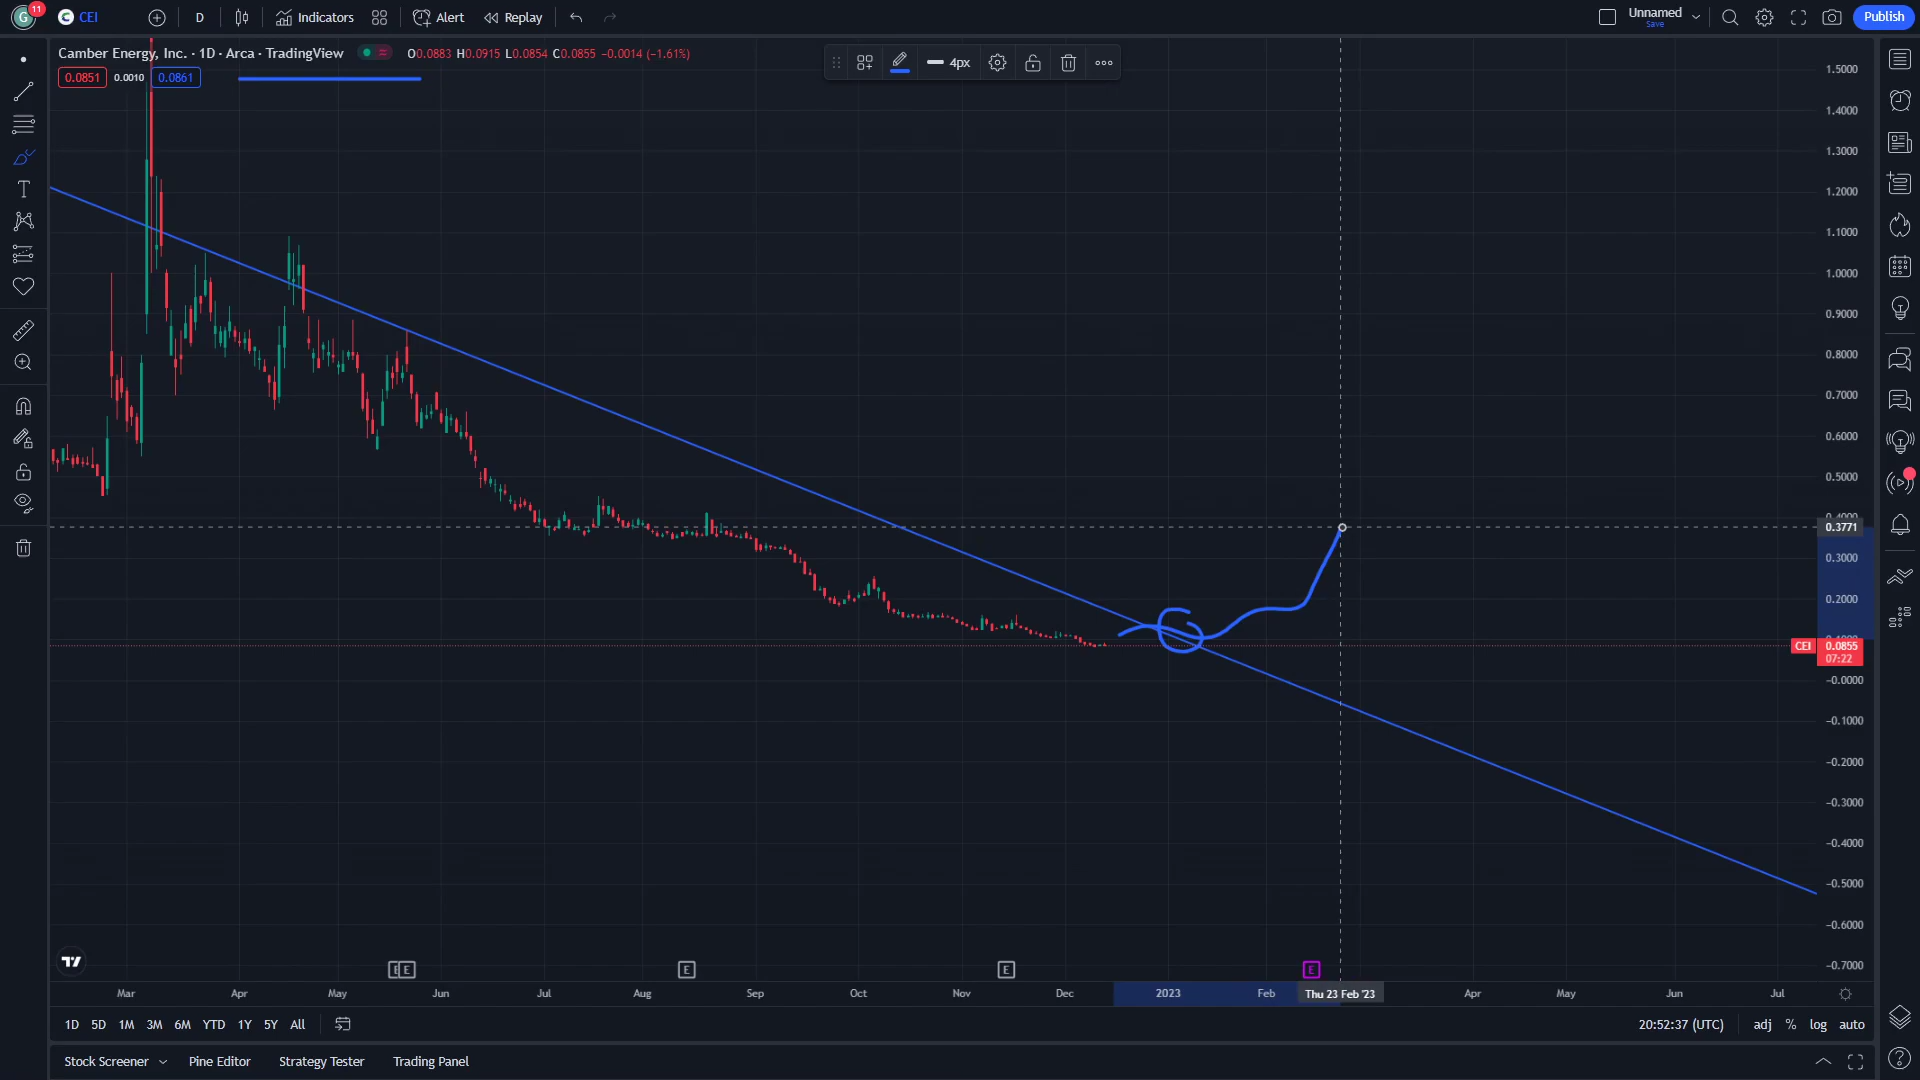 G 11 CEI D Indicators Alert Replay Unnamed Save Publish
Camber Energy, Inc. · 1D · Arca · TradingView O0.0883 H0.0915 L0.0854 C0.0855 −0.0014 (−1.61%)
0.0851 0.0010 0.0861
4px
T
1.5000
1.4000
1.3000
1.2000
1.1000
1.0000
0.9000
0.8000
0.7000
0.6000
0.5000
0.4000
0.3771
0.3000
0.2000
0.1000
CEI 0.0855
07:22
−0.0000
−0.1000
−0.2000
−0.3000
−0.4000
−0.5000
−0.6000
−0.7000
E E E E E
Mar Apr May Jun Jul Aug Sep Oct Nov Dec 2023 Feb Thu 23 Feb '23 Apr May Jun Jul
1D 5D 1M 3M 6M YTD 1Y 5Y All 20:52:37 (UTC) adj % log auto
Stock Screener Pine Editor Strategy Tester Trading Panel